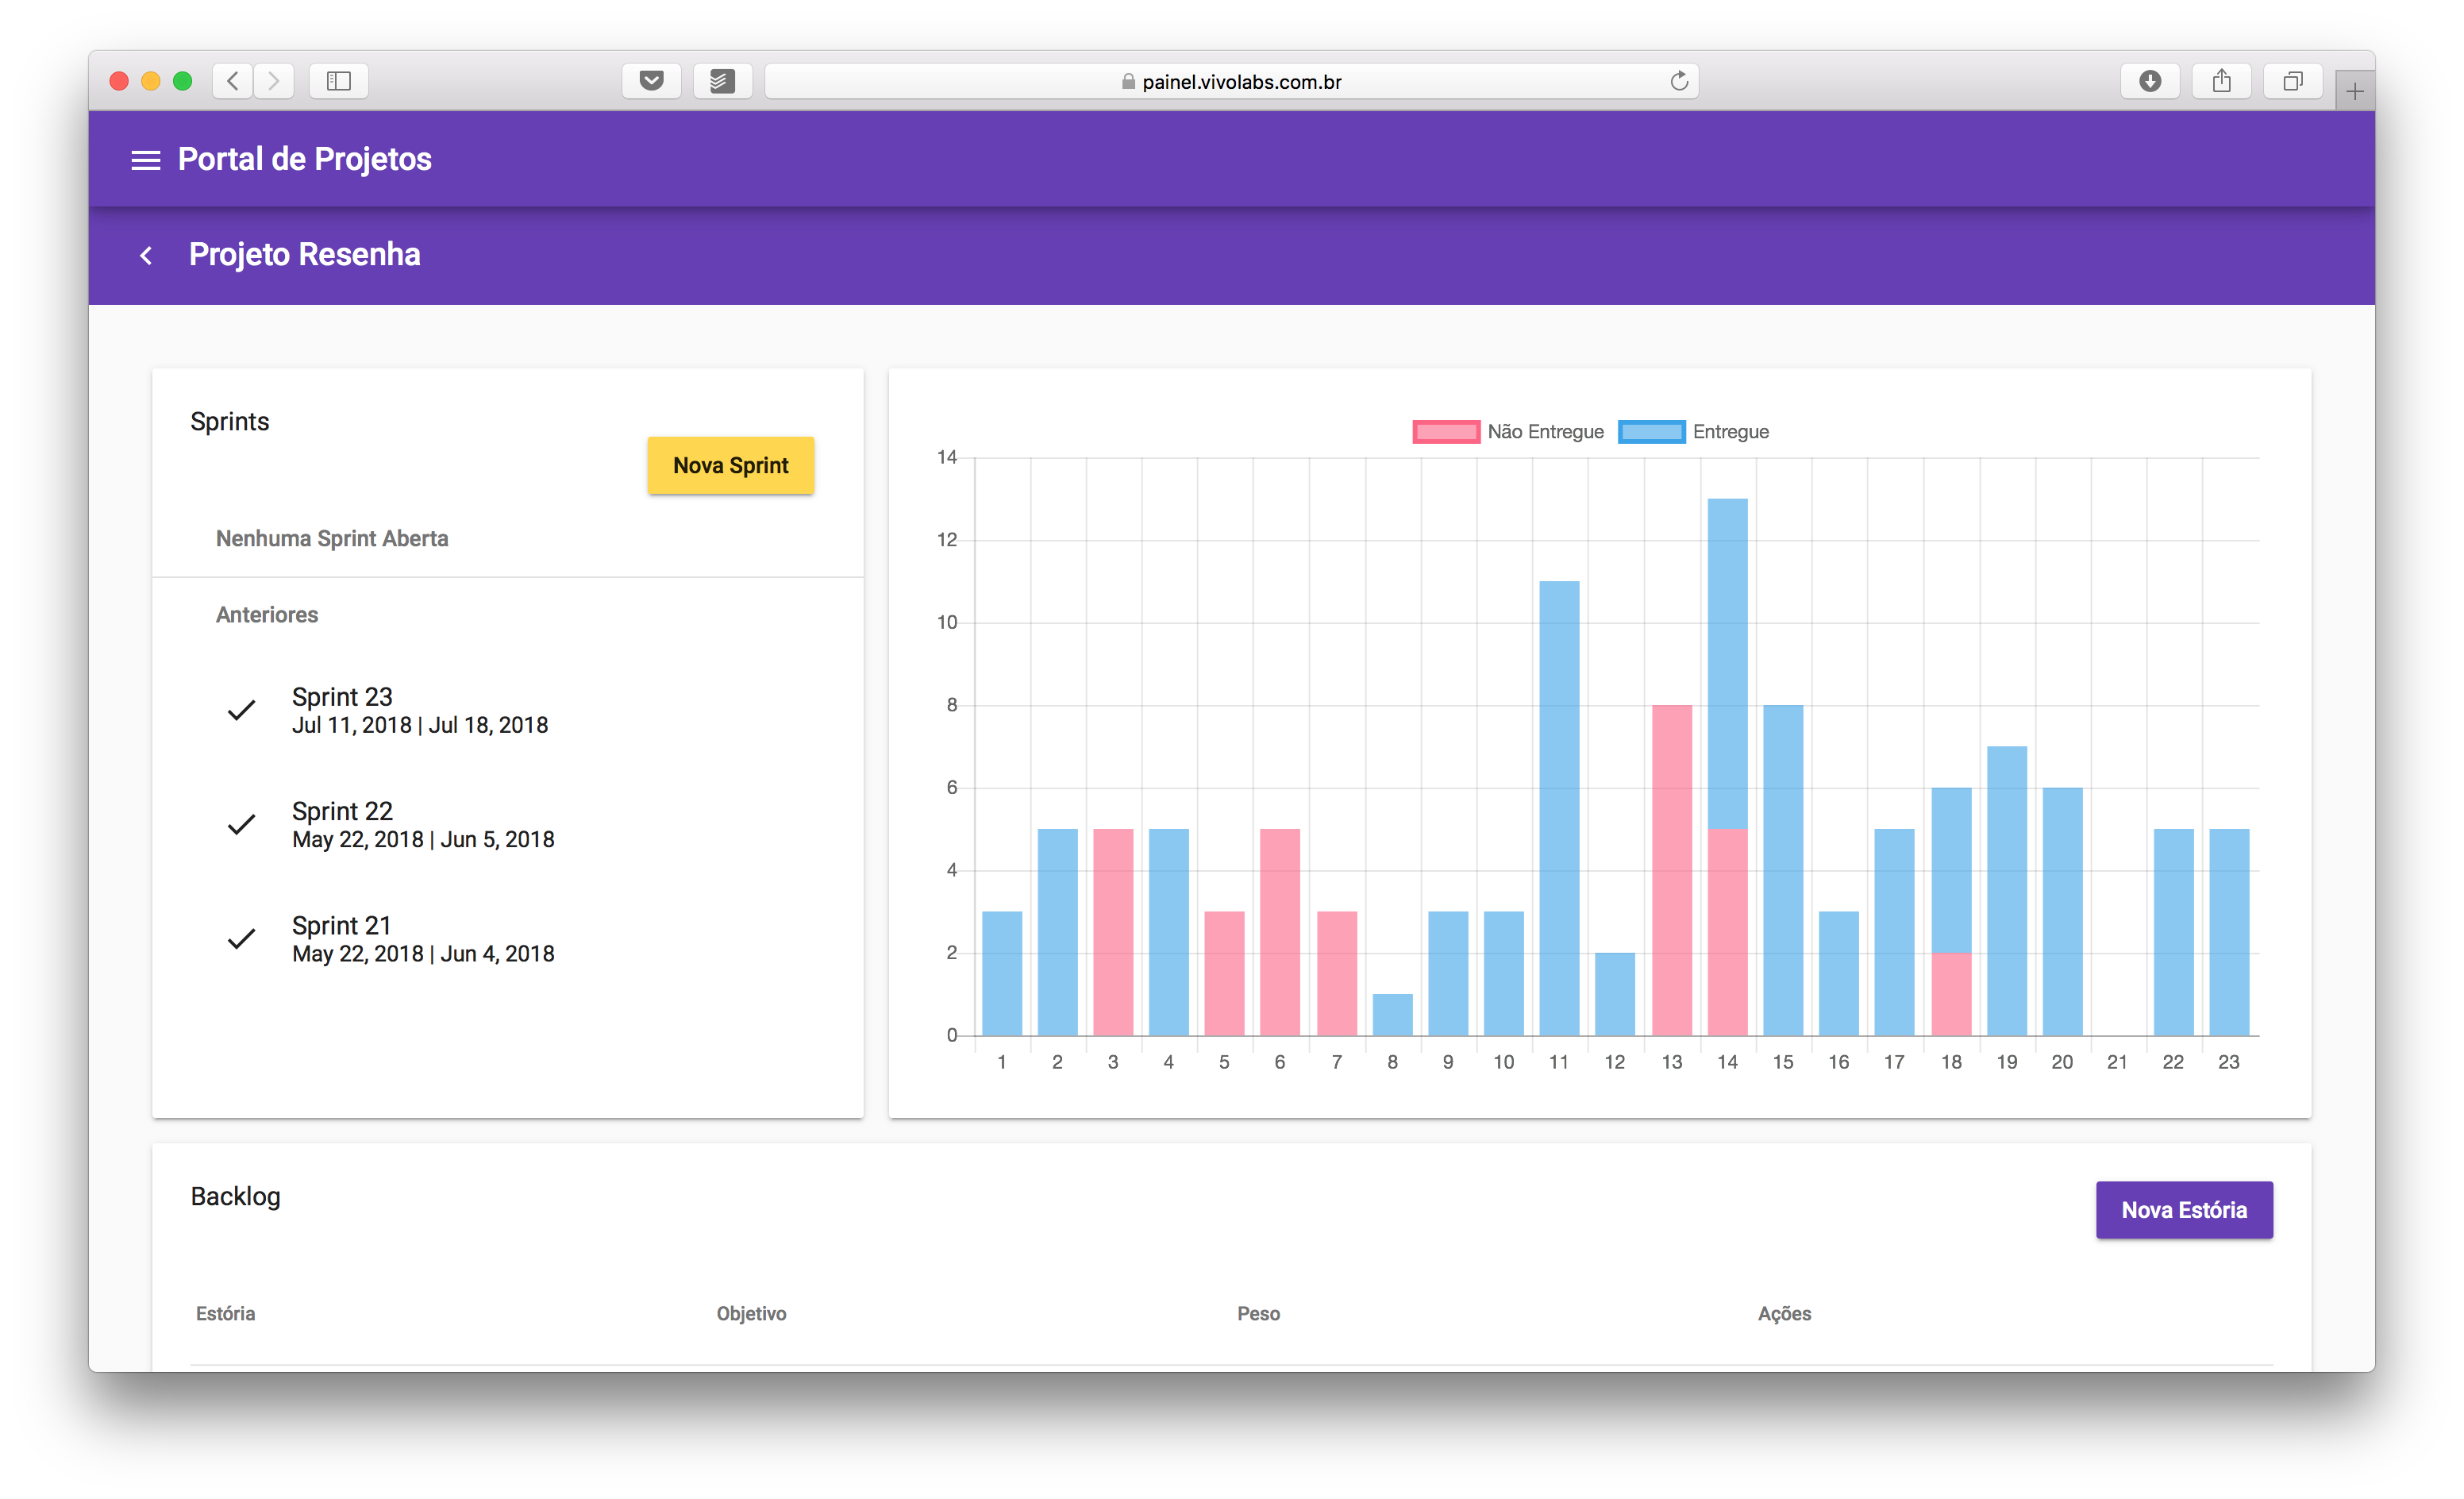 painel.vivolabs.com.br
Portal de Projetos
Projeto Resenha
Sprints
Nova Sprint
Nenhuma Sprint Aberta
Anteriores
Sprint 23
Jul 11, 2018 | Jul 18, 2018
Sprint 22
May 22, 2018 | Jun 5, 2018
Sprint 21
May 22, 2018 | Jun 4, 2018
Não Entregue Entregue
14
12
10
8
6
4
2
0
1 2 3 4 5 6 7 8 9 10 11 12 13 14 15 16 17 18 19 20 21 22 23
Backlog
Nova Estória
Estória Objetivo Peso Ações